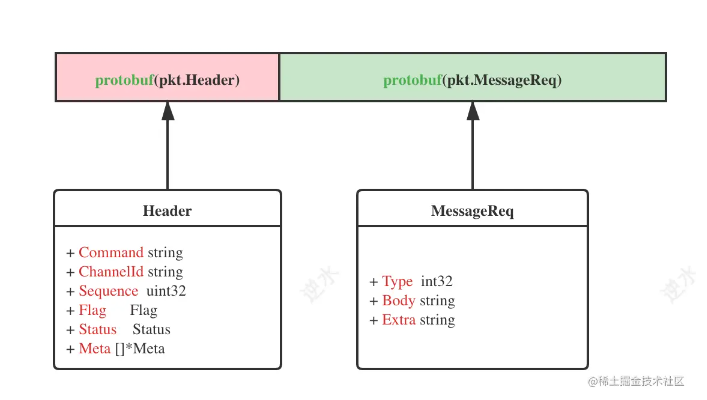 protobuf(pkt.Header)
protobuf(pkt.MessageReq)
Header
+ Command string
+ ChannelId string
+ Sequence uint32
+ Flag Flag
+ Status Status
+ Meta []*Meta
MessageReq
+ Type int32
+ Body string
+ Extra string
逆水
逆水
@稀土掘金技术社区